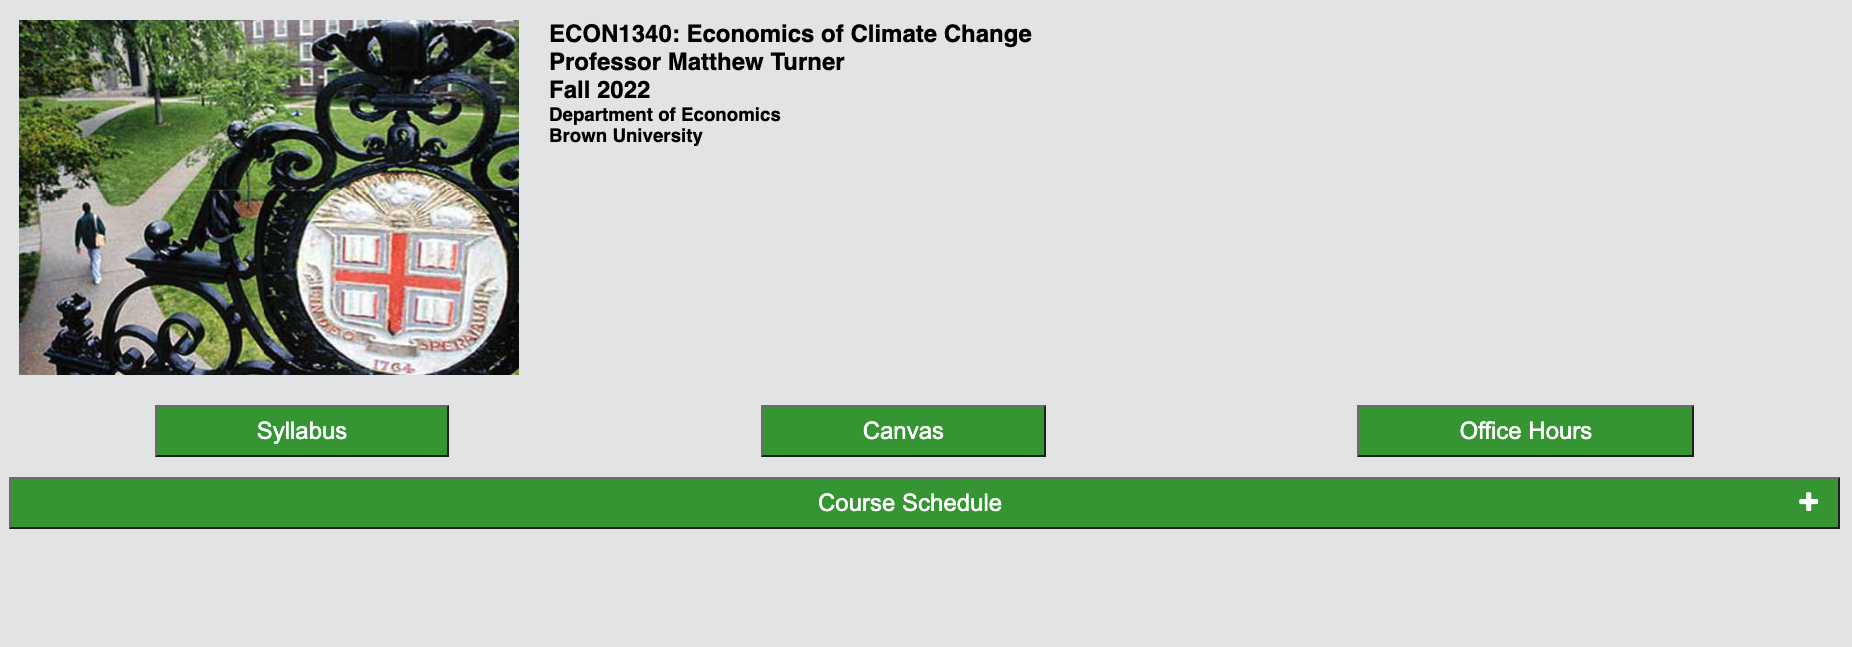 ECON1340: Economics of Climate Change
Professor Matthew Turner
Fall 2022
Department of Economics
Brown University
IN DEO SPERAMUS
1764
Syllabus
Canvas
Office Hours
Course Schedule